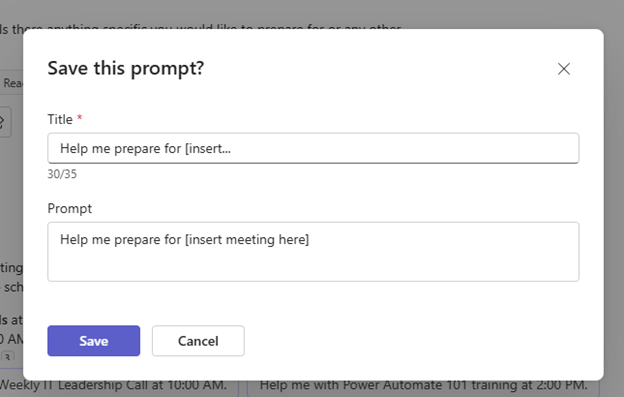 ls there anything specific you would like to prepare for or any other
Save this prompt?
Read
Title *
Help me prepare for [insert...
30/35
Prompt
Help me prepare for [insert meeting here]
ting
sch
ls at
0 AM
3
Save
Cancel
Weekly IT Leadership Call at 10:00 AM.
Help me with Power Automate 101 training at 2:00 PM.